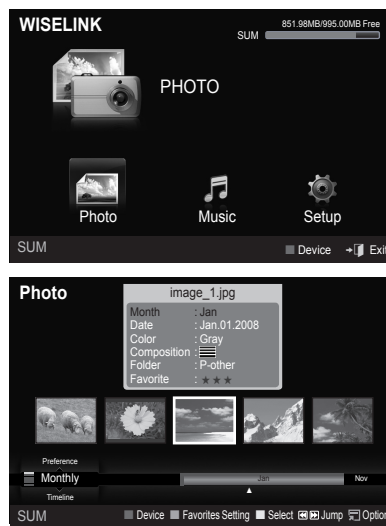 WISELINK
851.98MB/995.00MB Free
SUM
PHOTO
Photo Music Setup
SUM Device Exit
Photo
image_1.jpg
Month : Jan
Date : Jan.01.2008
Color : Gray
Composition :
Folder : P-other
Favorite : ★ ★ ★
Preference
Monthly
Jan Nov
Timeline
SUM Device Favorites Setting Select Jump Option